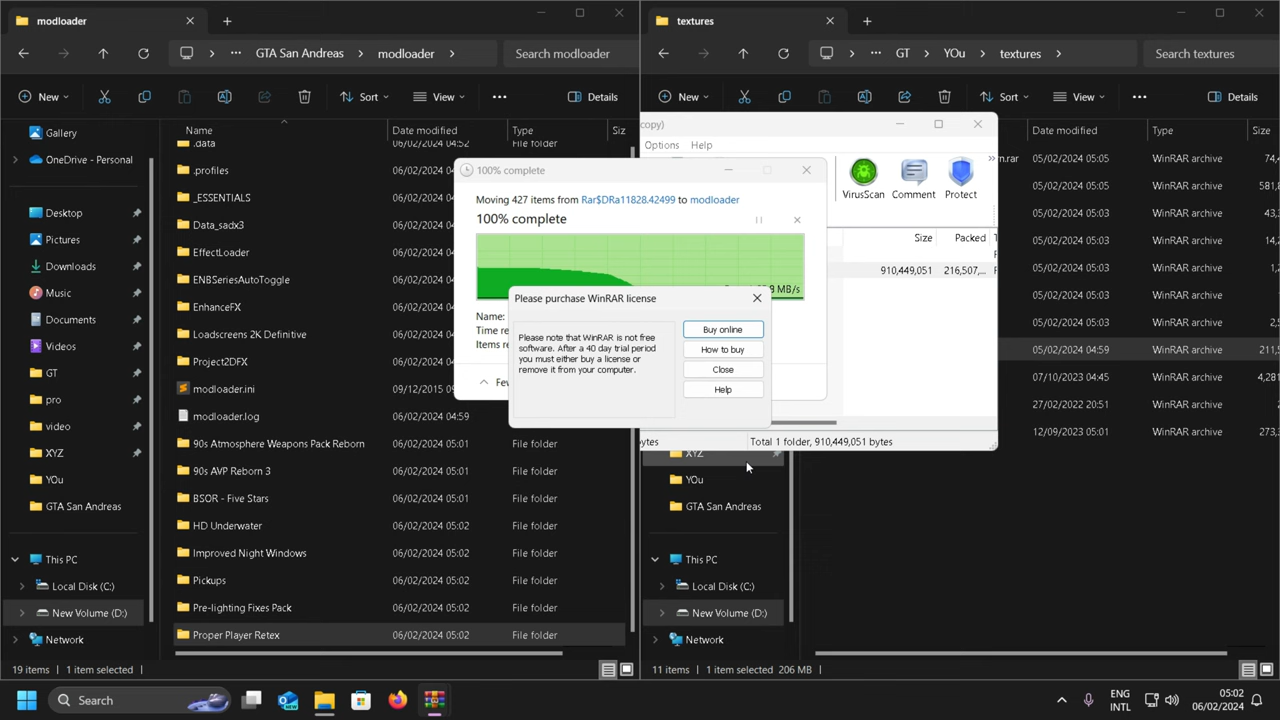 modloader
textures
GTA San Andreas
modloader
Search modloader
GT
YOu
textures
Search textures
New
Sort
View
Details
New
Sort
View
Details
Name
Date modified
Type
Siz
Date modified
Type
Size
copy)
Options
Help
VirusScan
Comment
Protect
Size
Packed
910,449,051
216,507,...
Total 1 folder, 910,449,051 bytes
100% complete
Moving 427 items from Rar$DRa11828.42499 to modloader
100% complete
Name:
Time re
Items re
Please purchase WinRAR license
Please note that WinRAR is not free
software. After a 40 day trial period
you must either buy a license or
remove it from your computer.
Buy online
How to buy
Close
Help
Gallery
OneDrive - Personal
Desktop
Pictures
Downloads
Music
Documents
Videos
GT
pro
video
XYZ
YOu
GTA San Andreas
This PC
Local Disk (C:)
New Volume (D:)
Network
.data
.profiles
_ESSENTIALS
Data_sadx3
EffectLoader
ENBSeriesAutoToggle
EnhanceFX
Loadscreens 2K Definitive
Project2DFX
modloader.ini 09/12/2015
modloader.log 06/02/2024 04:59
90s Atmosphere Weapons Pack Reborn 06/02/2024 05:01 File folder
90s AVP Reborn 3 06/02/2024 05:01 File folder
BSOR - Five Stars 06/02/2024 05:01 File folder
HD Underwater 06/02/2024 05:02 File folder
Improved Night Windows 06/02/2024 05:02 File folder
Pickups 06/02/2024 05:02 File folder
Pre-lighting Fixes Pack 06/02/2024 05:02 File folder
Proper Player Retex 06/02/2024 05:02 File folder
XYZ
YOu
GTA San Andreas
This PC
Local Disk (C:)
New Volume (D:)
Network
05/02/2024 05:05 WinRAR archive
05/02/2024 05:03 WinRAR archive
05/02/2024 05:03 WinRAR archive
05/02/2024 05:03 WinRAR archive
05/02/2024 05:03 WinRAR archive
05/02/2024 05:03 WinRAR archive
05/02/2024 05:03 WinRAR archive
05/02/2024 04:59 WinRAR archive
07/10/2023 04:45 WinRAR archive
27/02/2022 20:51 WinRAR archive
12/09/2023 05:01 WinRAR archive
19 items
1 item selected
11 items
1 item selected 206 MB
Search
ENG
INTL
05:02
06/02/2024